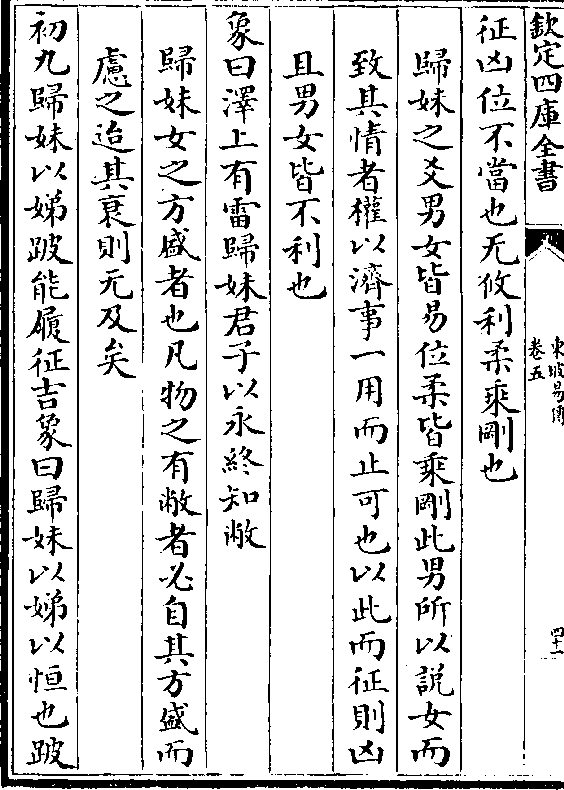 欽定四庫全書
東坡易傳
卷五
四十一
征凶位不當也无攸利柔乘剛也
歸妹之爻男女皆易位柔皆乘剛此男所以說女而
致其情者權以濟事一用而止可也以此而征則凶
且男女皆不利也
象曰澤上有雷歸妹君子以永終知敝
歸妹女之方盛者也凡物之有敝者必自其方盛而
慮之迨其衰則无及矣
初九歸妹以娣跛能履征吉象曰歸妹以娣以恒也跛